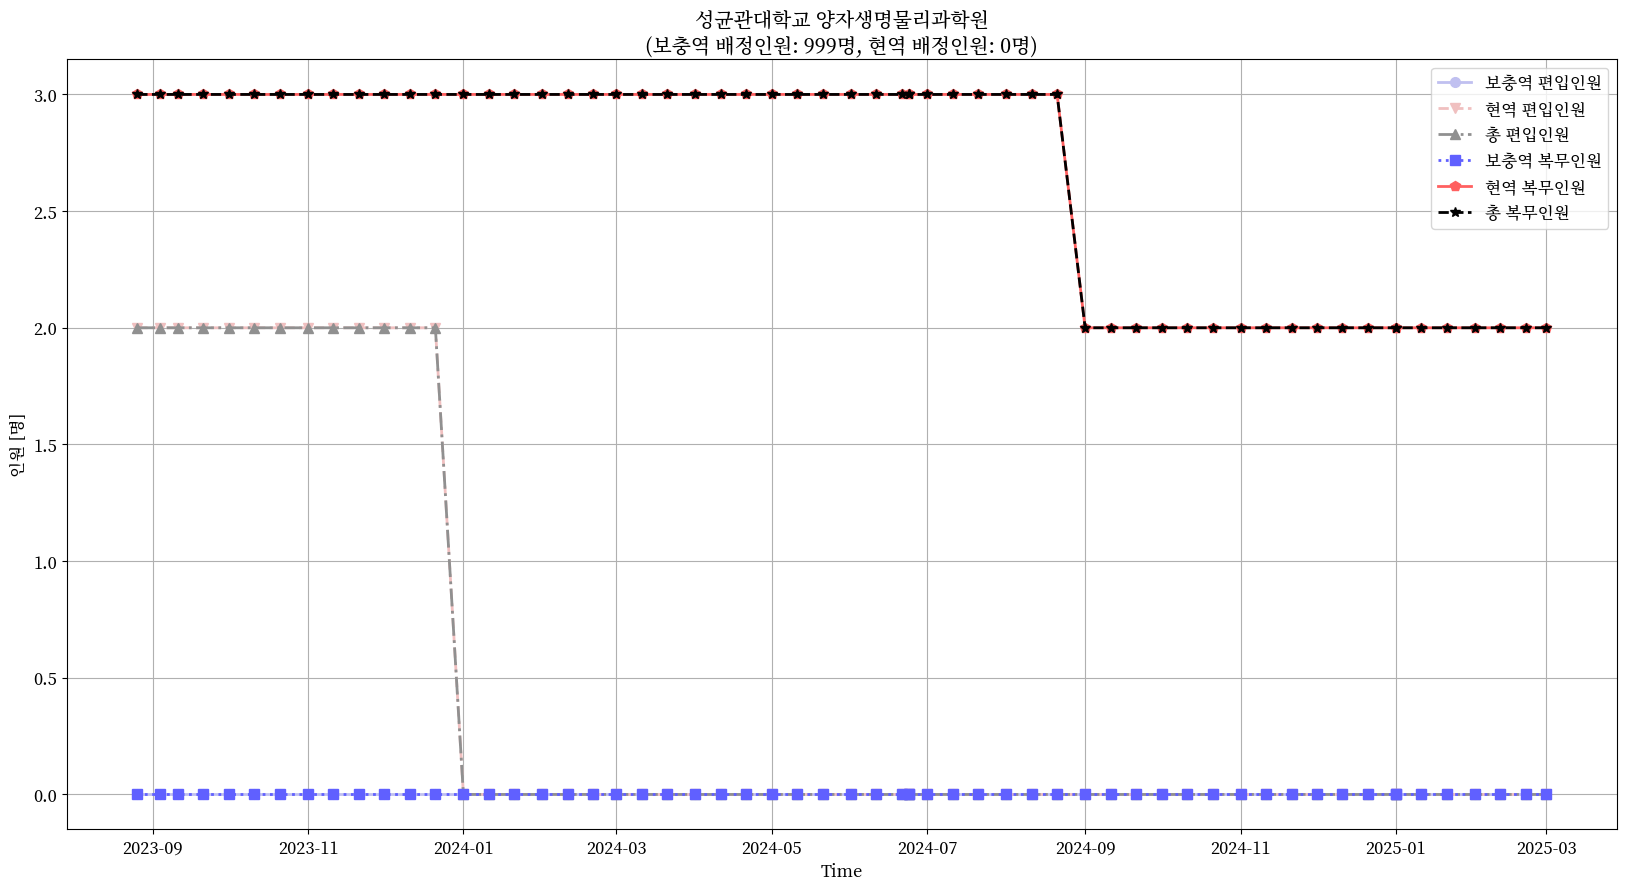 성균관대학교 양자생명물리과학원
(보충역 배정인원: 999명, 현역 배정인원: 0명)
보충역 편입인원
현역 편입인원
총 편입인원
보충역 복무인원
현역 복무인원
총 복무인원
인원 [명]
3.0
2.5
2.0
1.5
1.0
0.5
0.0
2023-09
2023-11
2024-01
2024-03
2024-05
2024-07
2024-09
2024-11
2025-01
2025-03
Time